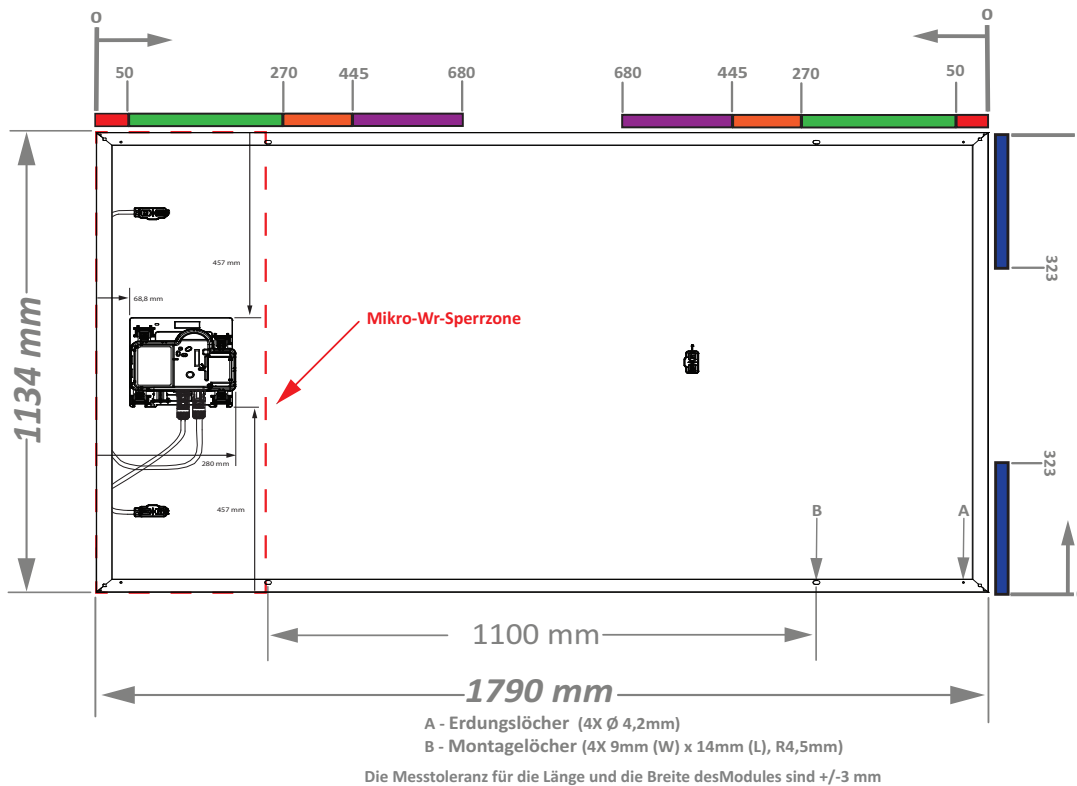 0
0
50
270
445
680
680
445
270
50
457 mm
68,8 mm
323
Mikro-Wr-Sperrzone
1134 mm
280 mm
323
457 mm
B
A
1100 mm
1790 mm
A - Erdungslöcher (4X Ø 4,2mm)
B - Montagelöcher (4X 9mm (W) x 14mm (L), R4,5mm)
Die Messtoleranz für die Länge und die Breite desModules sind +/-3 mm